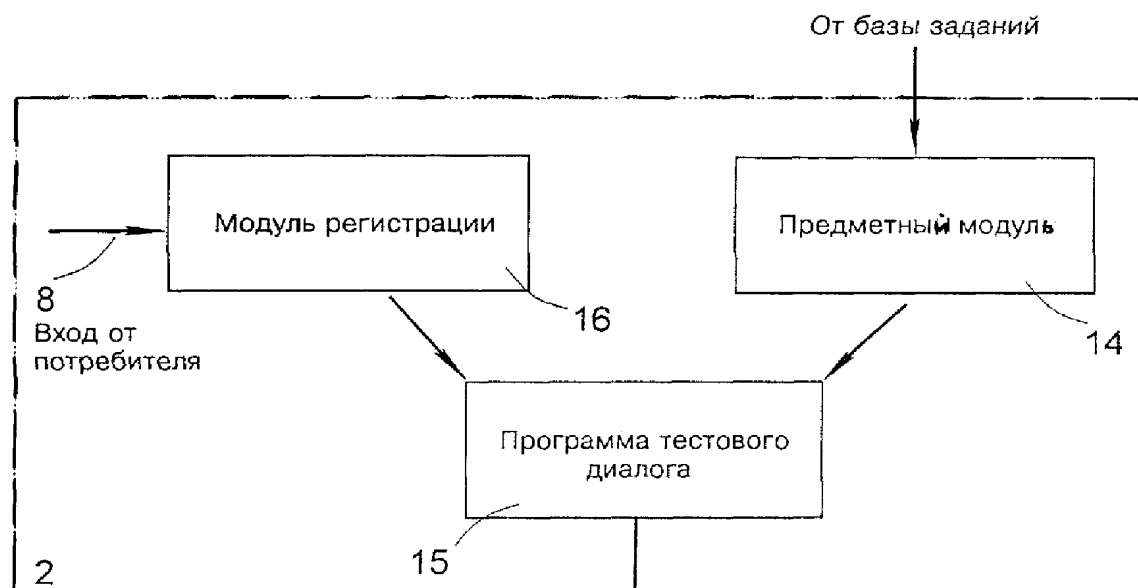 От базы заданий
Модуль регистрации
Предметный модуль
8
Вход от
потребителя
16
14
Программа тестового
диалога
15
2